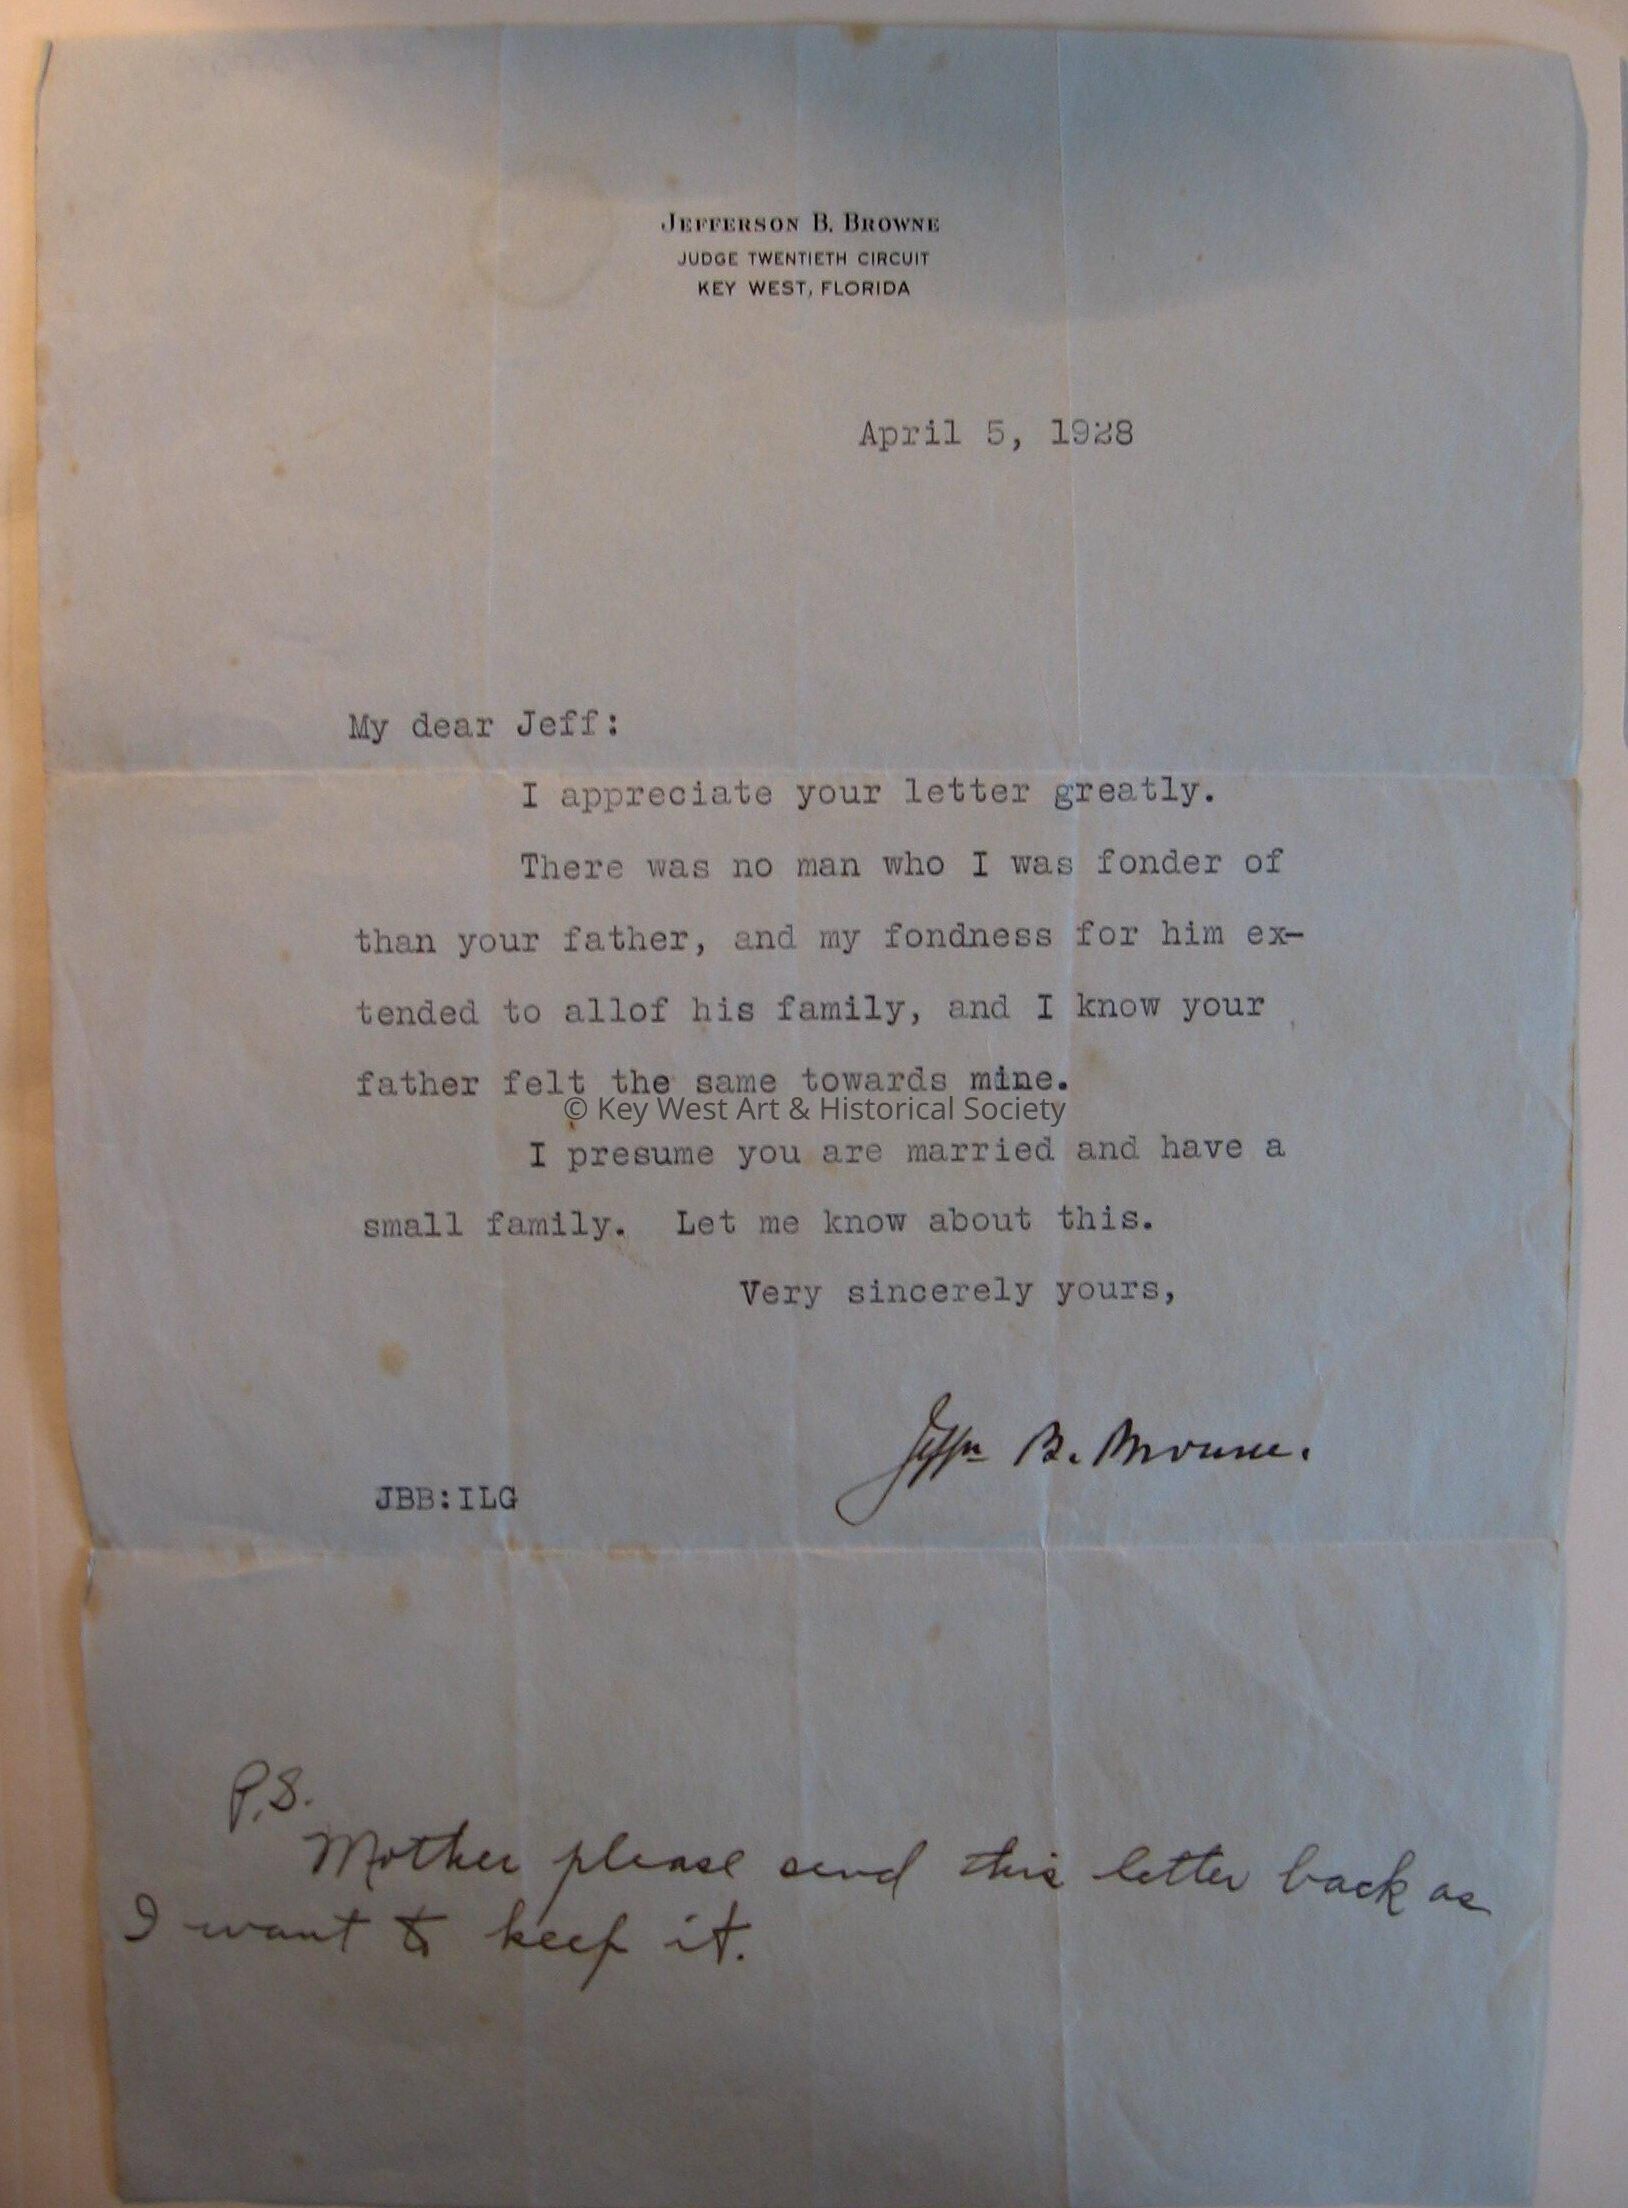 JEFFERSON B. BROWNE
JUDGE TWENTIETH CIRCUIT
KEY WEST, FLORIDA
April 5, 1928
My dear Jeff:
I appreciate your letter greatly.
There was no man who I was fonder of
than your father, and my fondness for him ex-
tended to allof his family, and I know your
father felt the same towards mine.
© Key West Art & Historical Society
I presume you are married and have a
small family. Let me know about this.
Very sincerely yours,
Jeffn B. Browne.
JBB:ILG
P.S.
Mother please send this letter back as
I want to keep it.